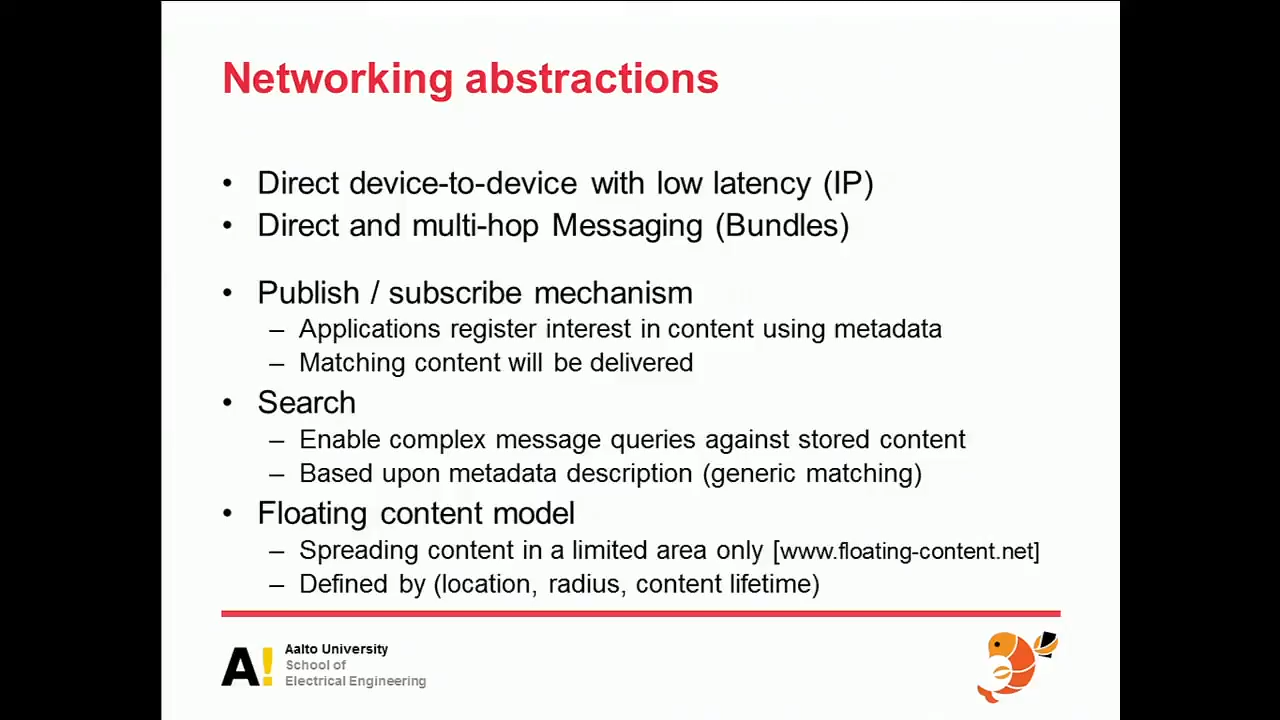 Networking abstractions
• Direct device-to-device with low latency (IP)
• Direct and multi-hop Messaging (Bundles)
• Publish / subscribe mechanism
– Applications register interest in content using metadata
– Matching content will be delivered
• Search
– Enable complex message queries against stored content
– Based upon metadata description (generic matching)
• Floating content model
– Spreading content in a limited area only [www.floating-content.net]
– Defined by (location, radius, content lifetime)
A!
Aalto University
School of
Electrical Engineering